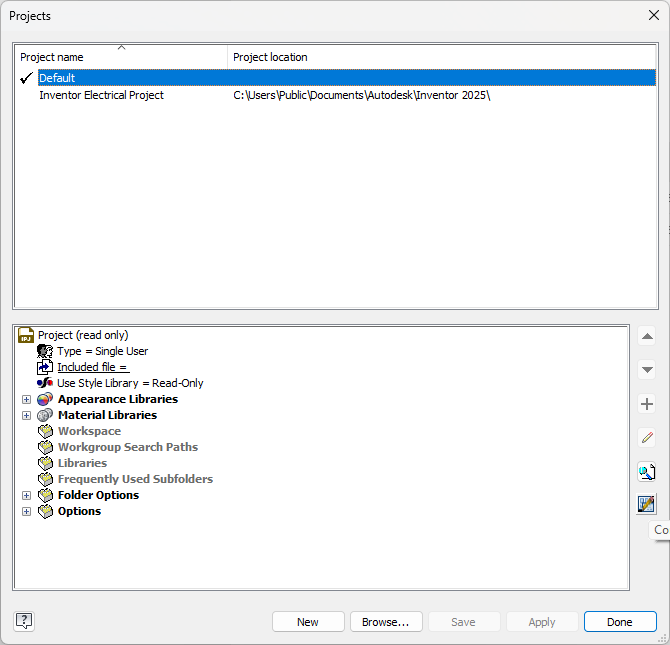 Projects
Project name Project location
Default
Inventor Electrical Project C:\Users\Public\Documents\Autodesk\Inventor 2025\
IPJ Project (read only)
Type = Single User
Included file =
Use Style Library = Read-Only
Appearance Libraries
Material Libraries
Workspace
Workgroup Search Paths
Libraries
Frequently Used Subfolders
Folder Options
Options
Co
? New Browse... Save Apply Done